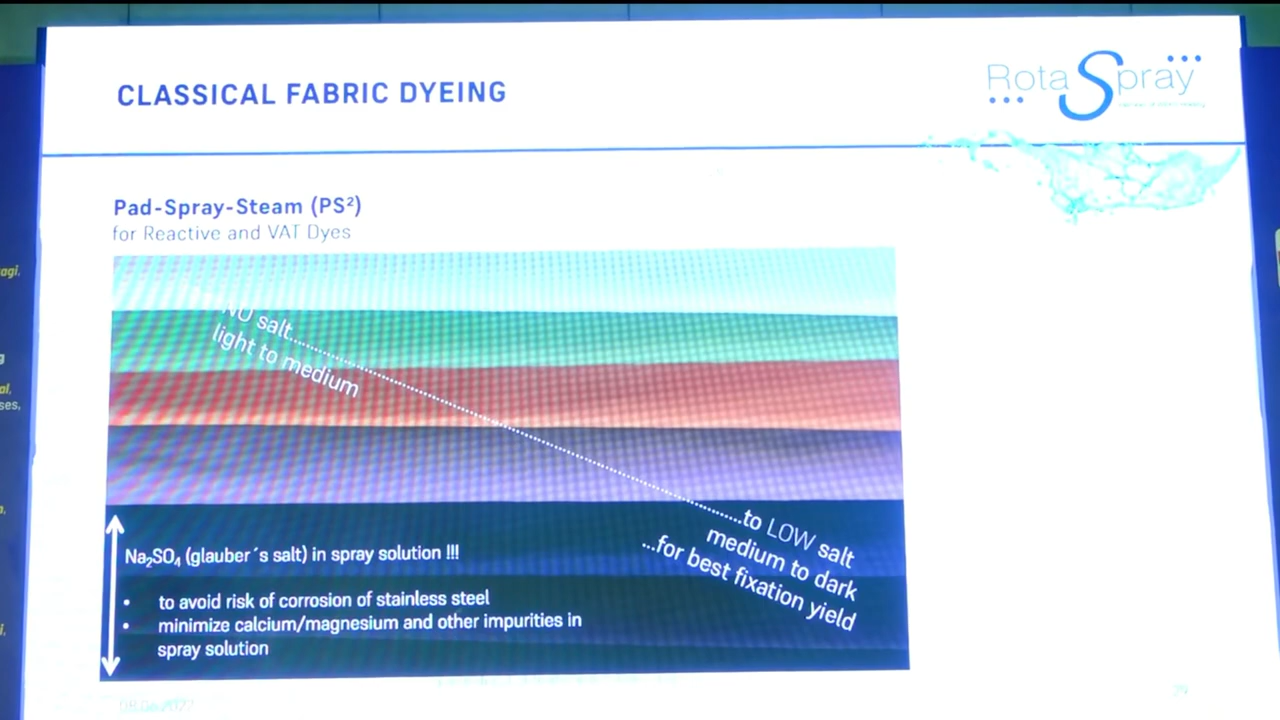 CLASSICAL FABRIC DYEING
RotaSpray
Pad-Spray-Steam (PS²)
for Reactive and VAT Dyes
NO salt...
light to medium
...to LOW salt
medium to dark
...for best fixation yield
Na₂SO₄ (glauber´s salt) in spray solution !!!
• to avoid risk of corrosion of stainless steel
• minimize calcium/magnesium and other impurities in
spray solution